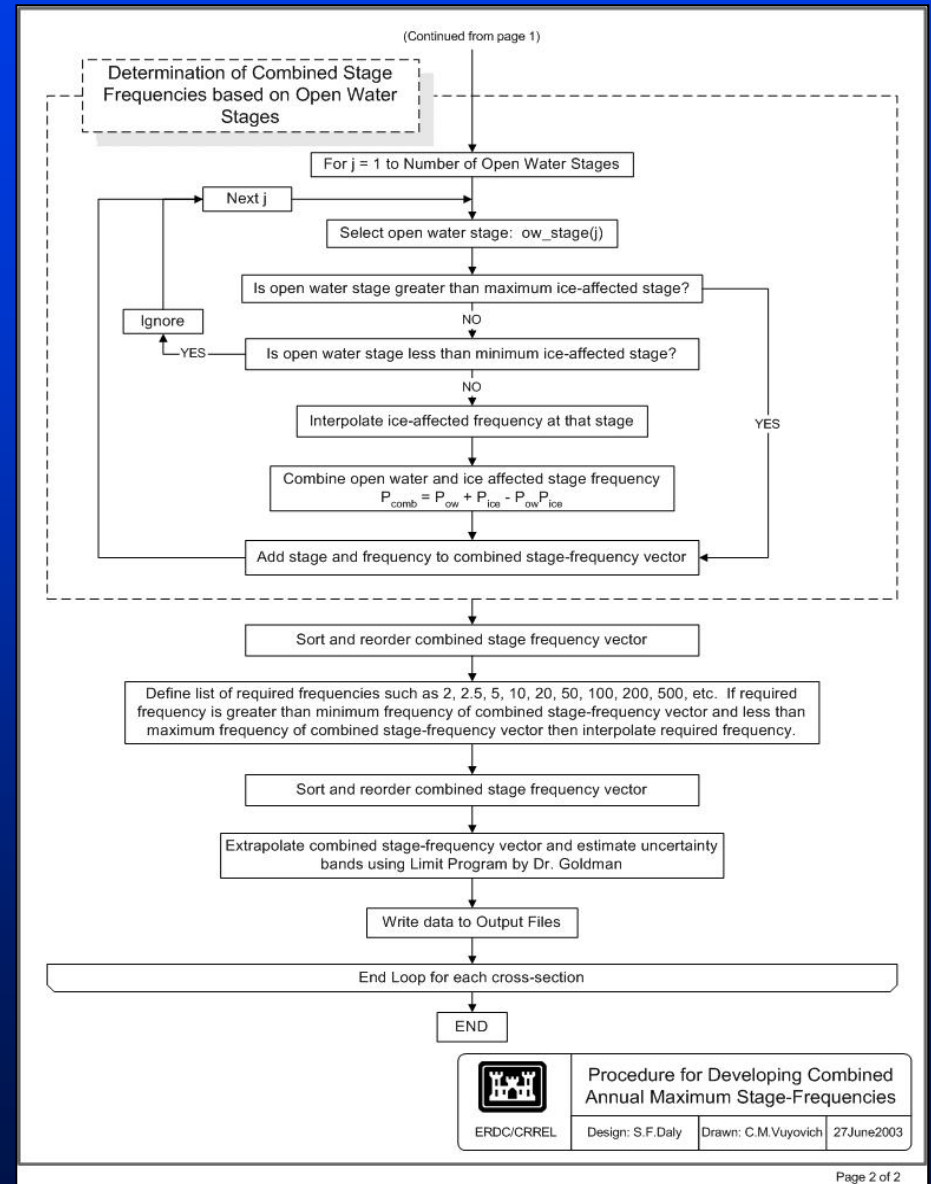 (Continued from page 1)
Determination of Combined Stage
Frequencies based on Open Water
Stages
For j = 1 to Number of Open Water Stages
Next j
Select open water stage: ow_stage(j)
Is open water stage greater than maximum ice-affected stage?
Ignore
NO
YES
Is open water stage less than minimum ice-affected stage?
NO
Interpolate ice-affected frequency at that stage
YES
Combine open water and ice affected stage frequency
P_comb = P_ow + P_ice - P_owP_ice
Add stage and frequency to combined stage-frequency vector
Sort and reorder combined stage frequency vector
Define list of required frequencies such as 2, 2.5, 5, 10, 20, 50, 100, 200, 500, etc. If required
frequency is greater than minimum frequency of combined stage-frequency vector and less than
maximum frequency of combined stage-frequency vector then interpolate required frequency.
Sort and reorder combined stage frequency vector
Extrapolate combined stage-frequency vector and estimate uncertainty
bands using Limit Program by Dr. Goldman
Write data to Output Files
End Loop for each cross-section
END
ERDC/CRREL
Procedure for Developing Combined
Annual Maximum Stage-Frequencies
Design: S.F.Daly
Drawn: C.M.Vuyovich
27June2003
Page 2 of 2